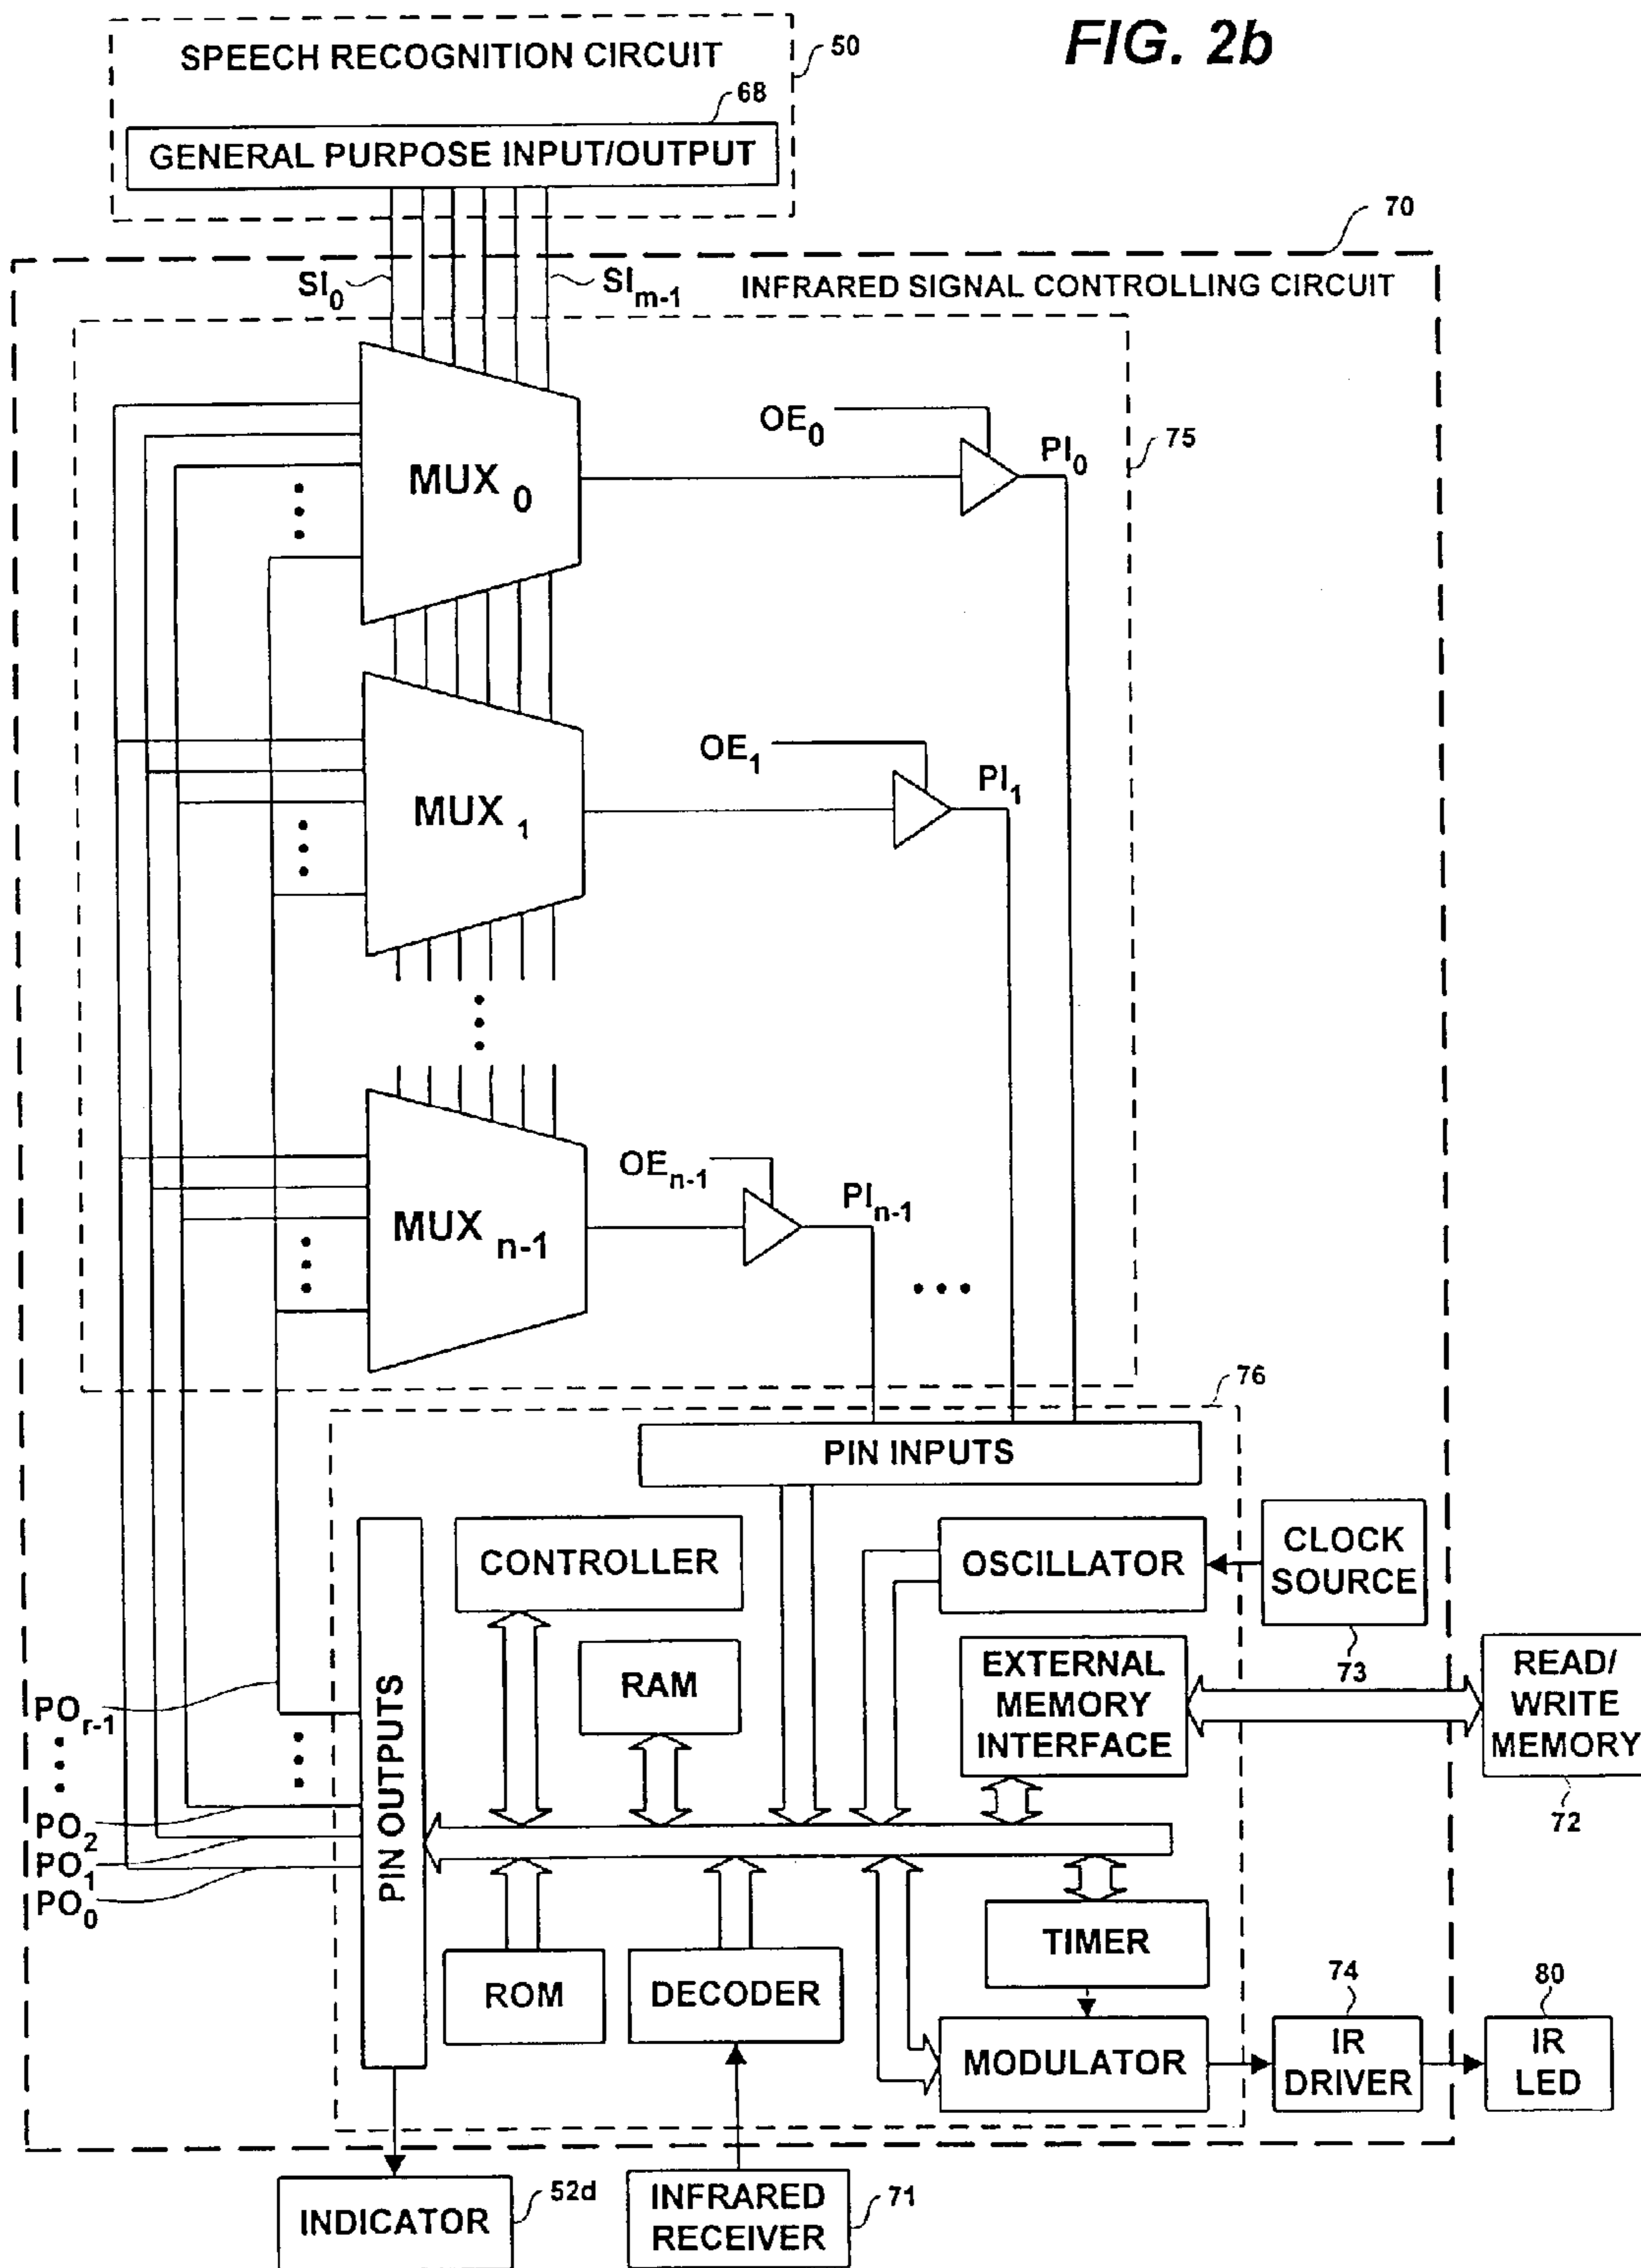 FIG. 2b
SPEECH RECOGNITION CIRCUIT
50
68
GENERAL PURPOSE INPUT/OUTPUT
70
SI0
SIm-1
INFRARED SIGNAL CONTROLLING CIRCUIT
75
MUX 0
OE0
PI0
MUX 1
OE1
PI1
MUX n-1
OEn-1
PIn-1
76
PIN INPUTS
CONTROLLER
OSCILLATOR
CLOCK
SOURCE
73
RAM
EXTERNAL
MEMORY
INTERFACE
READ/
WRITE
MEMORY
72
PIN OUTPUTS
POr-1
PO2
PO1
PO0
ROM
DECODER
TIMER
MODULATOR
74
IR
DRIVER
80
IR
LED
INDICATOR
52d
INFRARED
RECEIVER
71